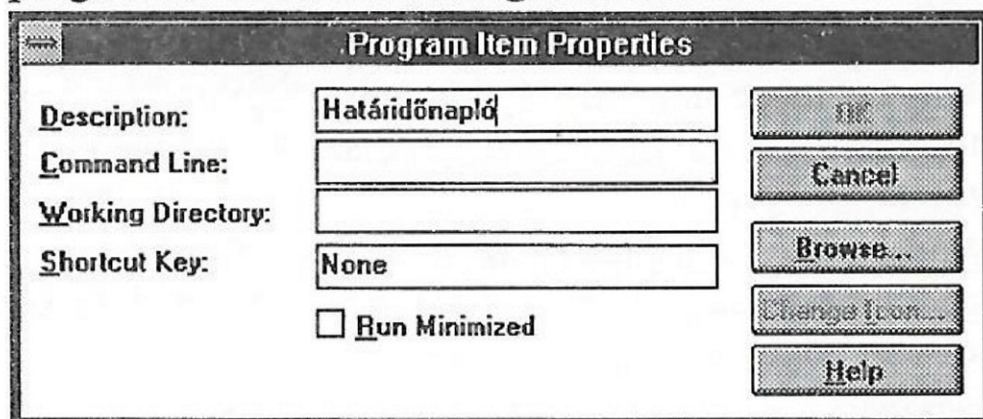 Program Item Properties
Description:
Határidőnapló
OK
Command Line:
Cancel
Working Directory:
Shortcut Key:
None
Browse...
Run Minimized
Change Icon...
Help